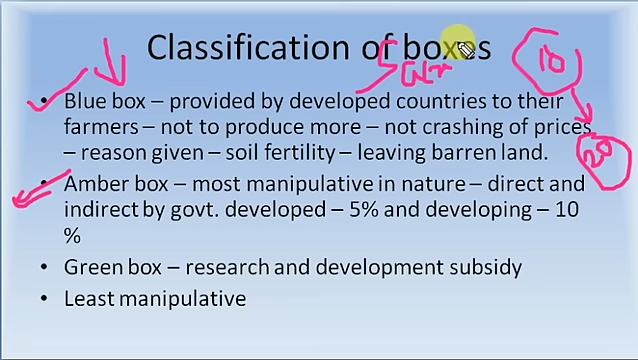 Classification of boxes
10
• Blue box – provided by developed countries to their
farmers – not to produce more – not crashing of prices
– reason given – soil fertility – leaving barren land.
20
• Amber box – most manipulative in nature – direct and
indirect by govt. developed – 5% and developing – 10
%
• Green box – research and development subsidy
• Least manipulative